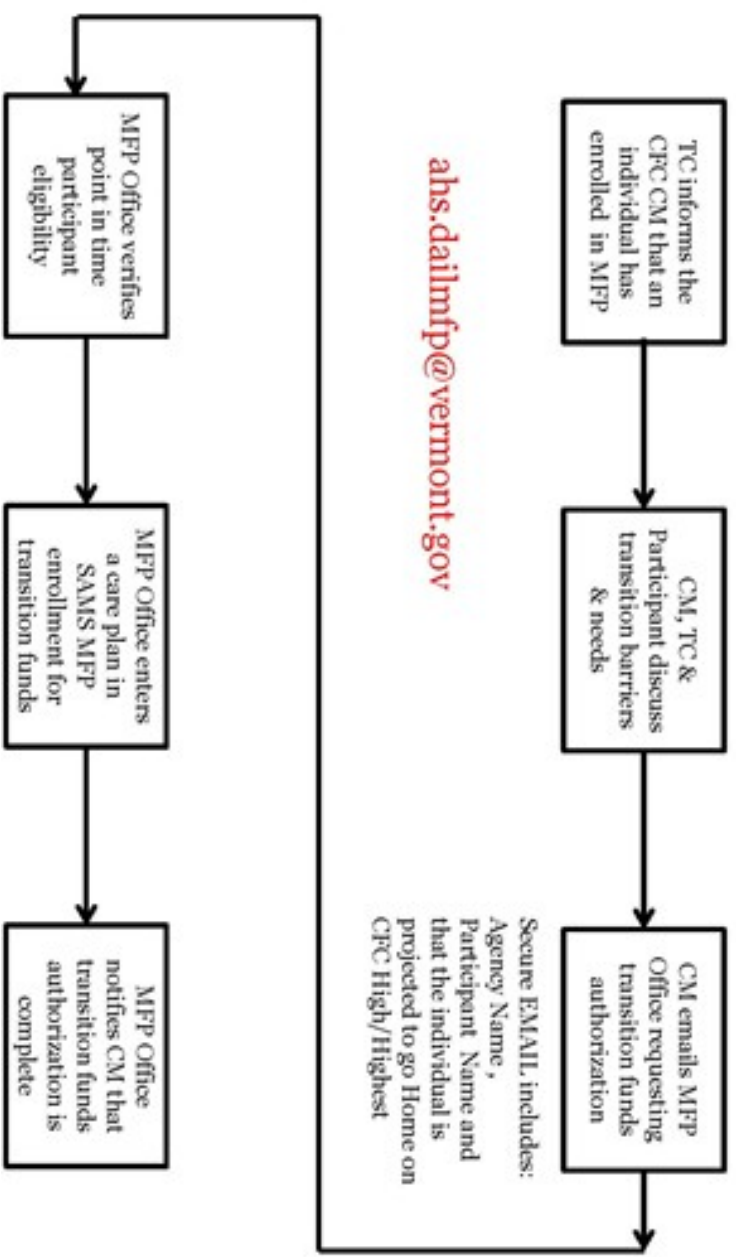 TC informs the
CFC CM that an
individual has
enrolled in MFP
CM, TC &
Participant discuss
transition barriers
& needs
CM emails MFP
Office requesting
transition funds
authorization
Secure EMAIL includes:
Agency Name ,
Participant Name and
that the individual is
projected to go Home on
CFC High/Highest
ahs.dailmfp@vermont.gov
MFP Office verifies
point in time
participant
eligibility
MFP Office enters
a care plan in
SAMS MFP
enrollment for
transition funds
MFP Office
notifies CM that
transition funds
authorization is
complete